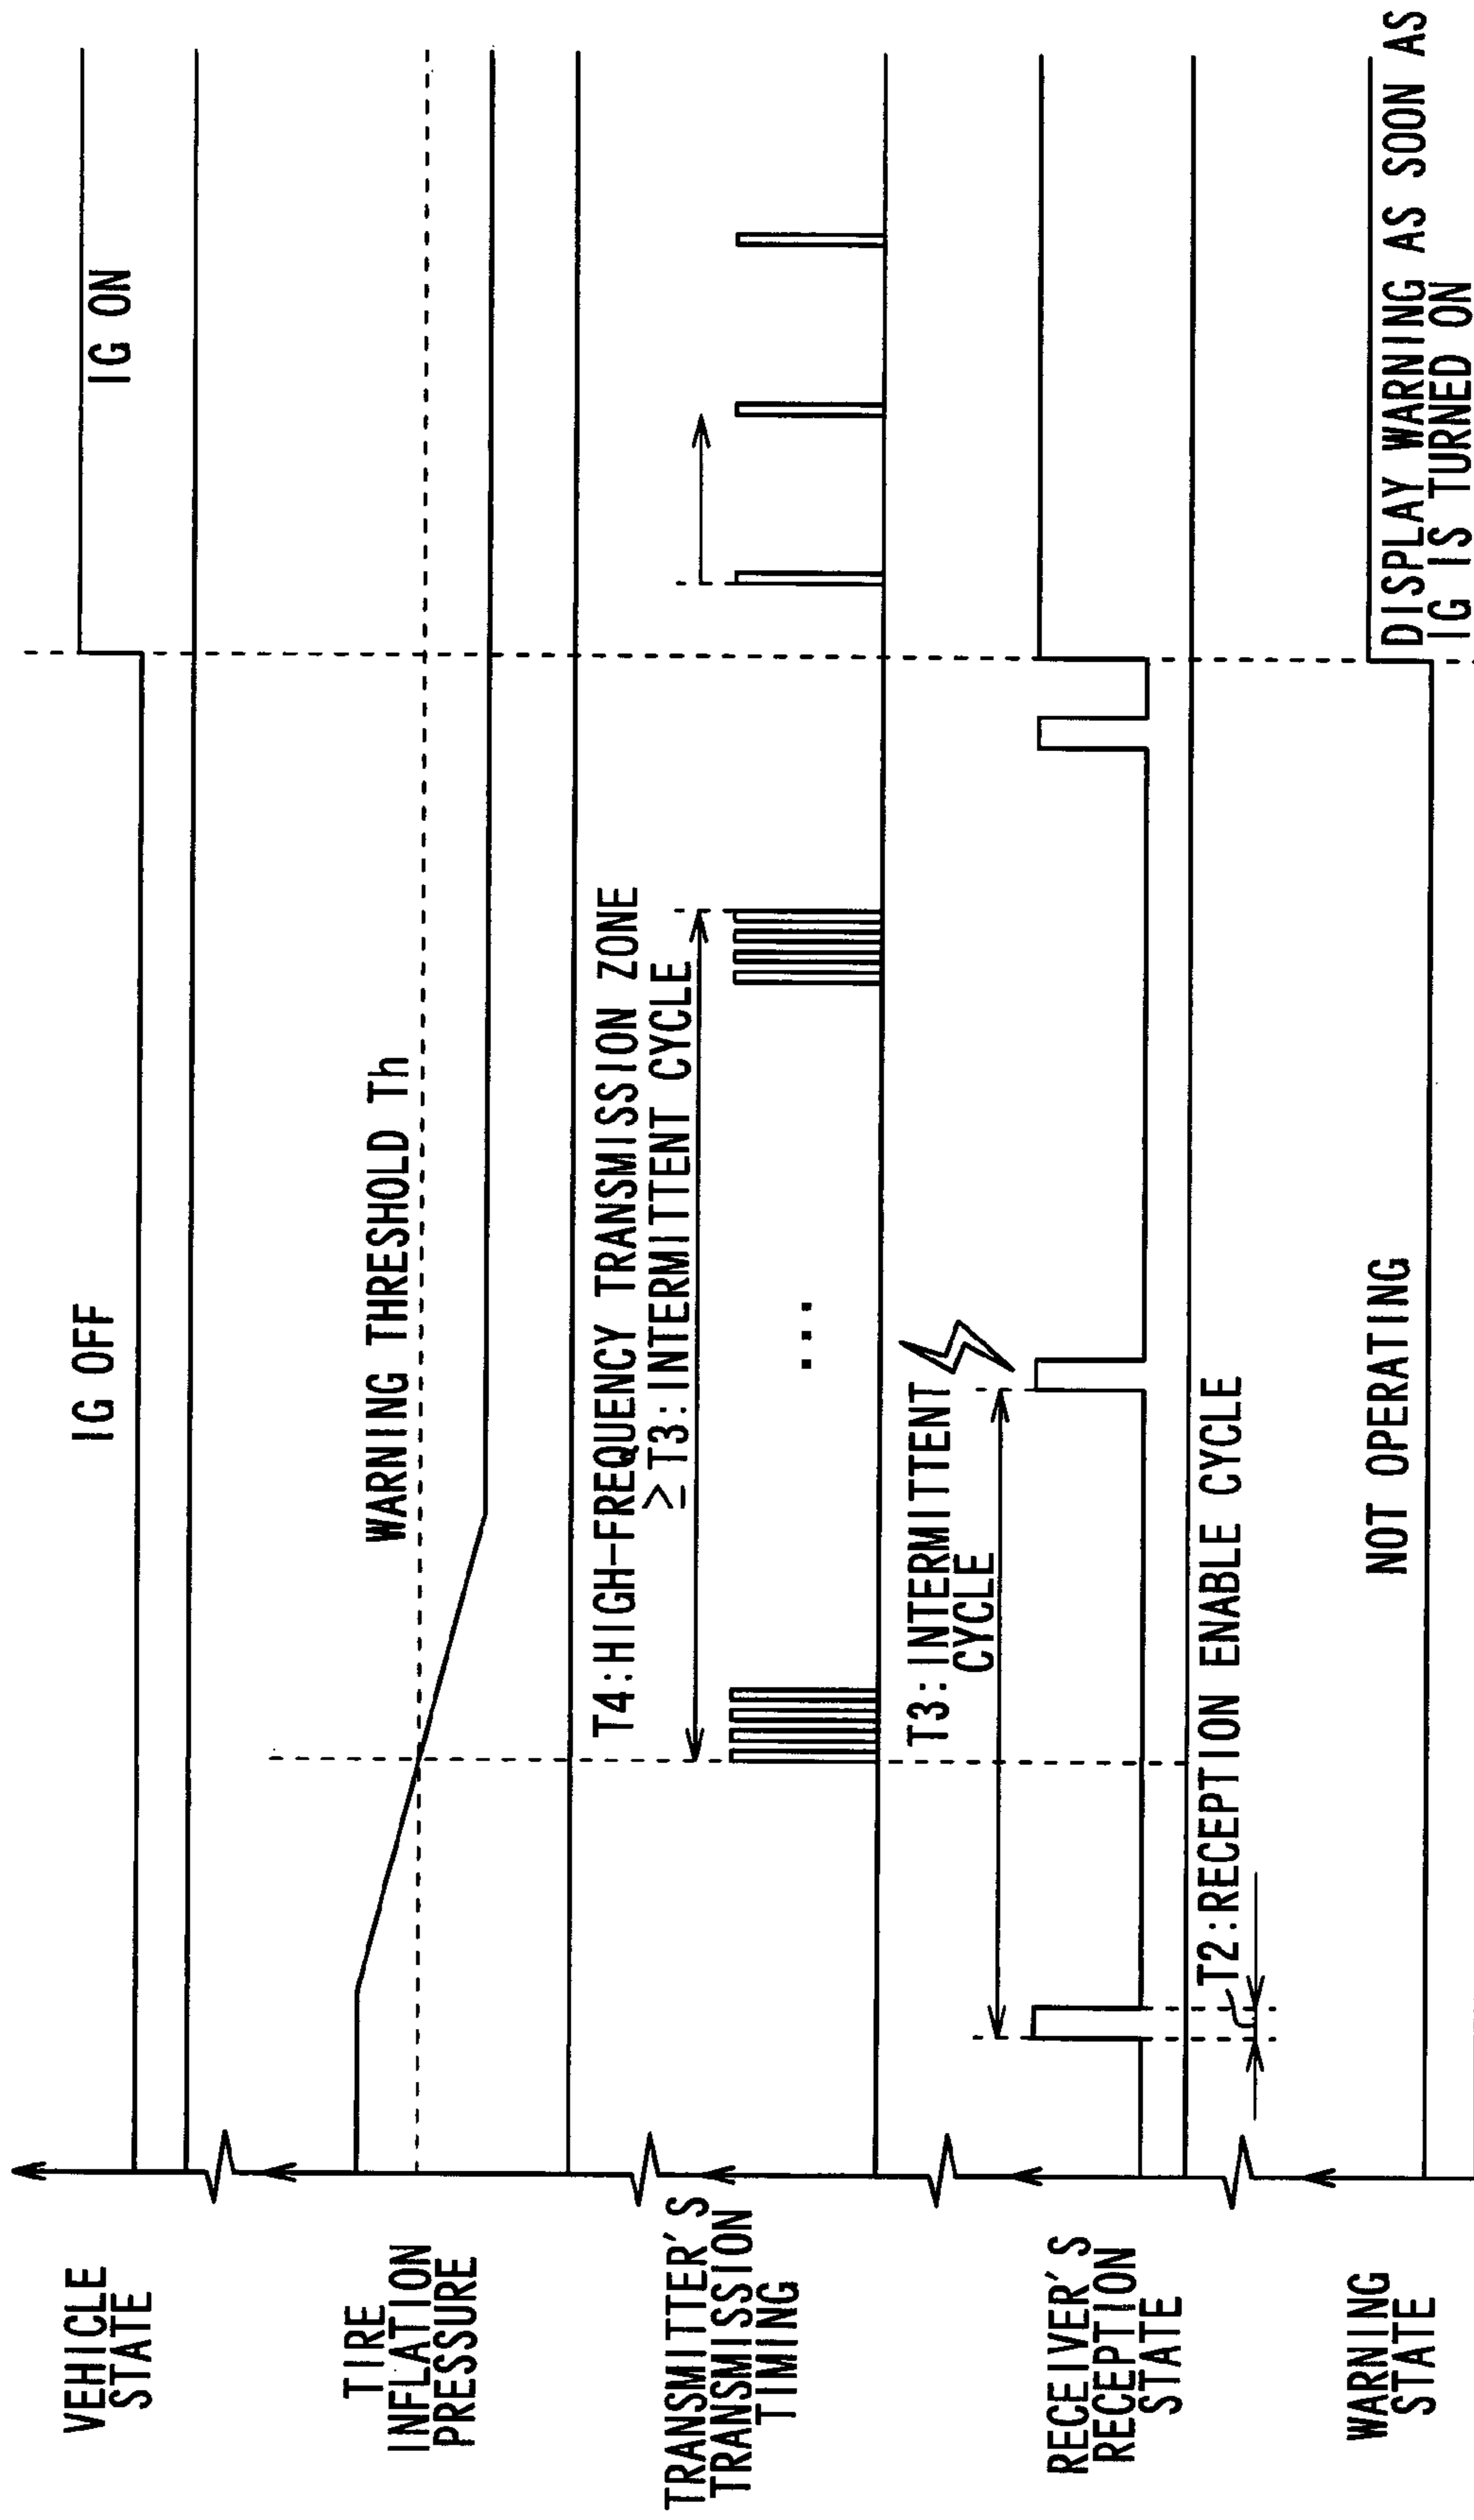 VEHICLE
STATE
IG OFF
IG ON
TIRE
INFLATION
PRESSURE
WARNING THRESHOLD Th
TRANSMITTER'S
TRANSMISSION
TIMING
T4:HIGH-FREQUENCY TRANSMISSION ZONE
≥T3:INTERMITTENT CYCLE
RECEIVER'S
RECEPTION
STATE
T3:INTERMITTENT
CYCLE
T2:RECEPTION ENABLE CYCLE
WARNING
STATE
NOT OPERATING
DISPLAY WARNING AS SOON AS
IG IS TURNED ON